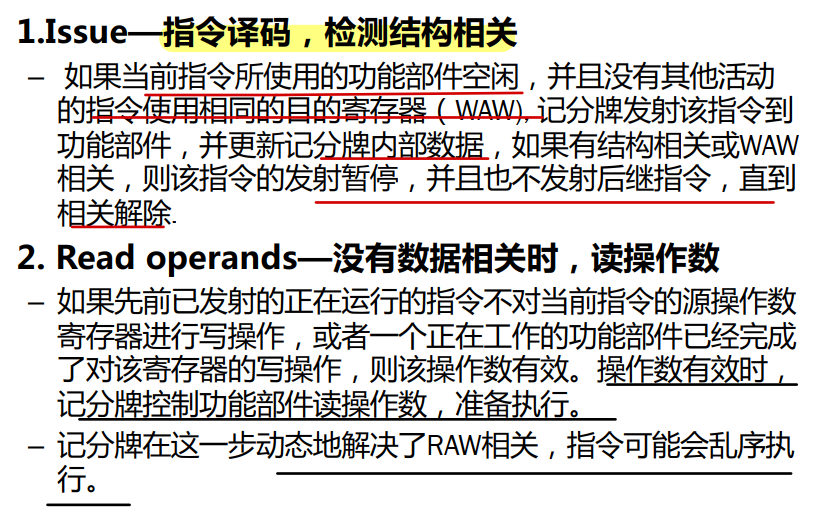 1.Issue—指令译码，检测结构相关
– 如果当前指令所使用的功能部件空闲，并且没有其他活动
的指令使用相同的目的寄存器（WAW), 记分牌发射该指令到
功能部件，并更新记分牌内部数据，如果有结构相关或WAW
相关，则该指令的发射暂停，并且也不发射后继指令，直到
相关解除.
2. Read operands—没有数据相关时，读操作数
– 如果先前已发射的正在运行的指令不对当前指令的源操作数
寄存器进行写操作，或者一个正在工作的功能部件已经完成
了对该寄存器的写操作，则该操作数有效。操作数有效时，
记分牌控制功能部件读操作数，准备执行。
– 记分牌在这一步动态地解决了RAW相关，指令可能会乱序执
行。